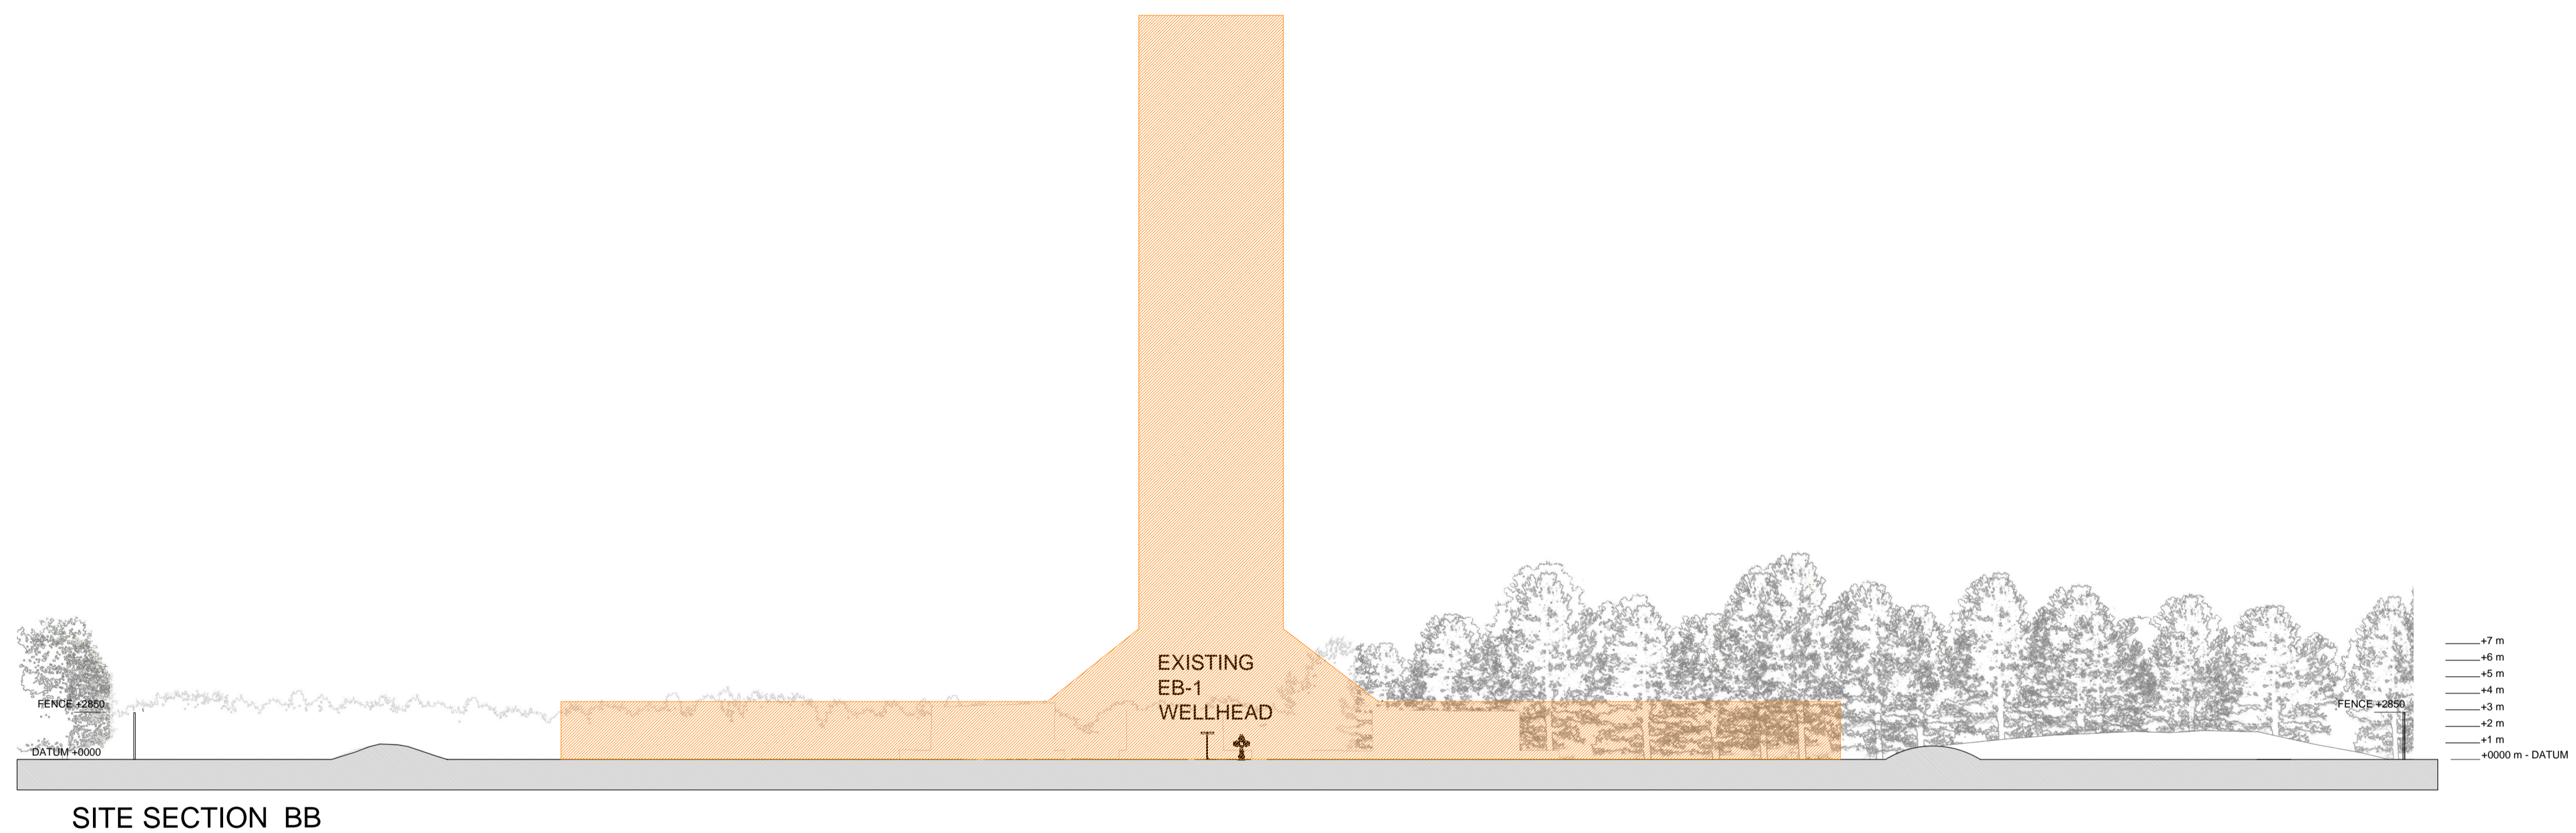 EXISTING
EB-1
WELLHEAD
FENCE +2850
DATUM +0000
FENCE +2850
+7 m
+6 m
+5 m
+4 m
+3 m
+2 m
+1 m
+0000 m - DATUM
SITE SECTION BB